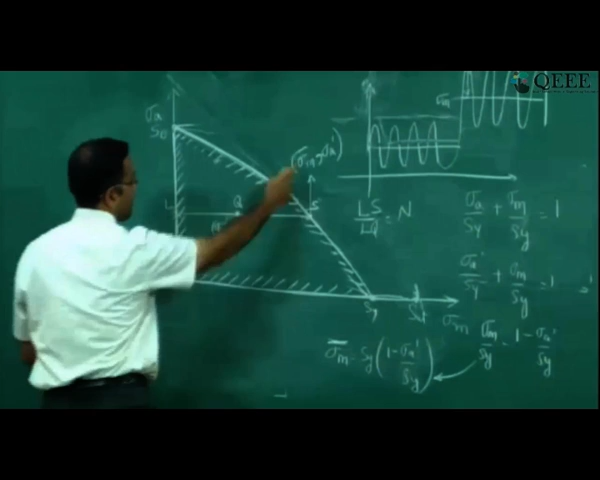 QEEE
σa
Se
(σm, σa')
σm
L
Q
S
LS/LQ = N
σa/Sy + σm/Sy = 1
σa'/Sy + σm/Sy = 1
Sy
σm
σm = Sy(1 - σa'/Sy)
σm/Sy = 1 - σa'/Sy